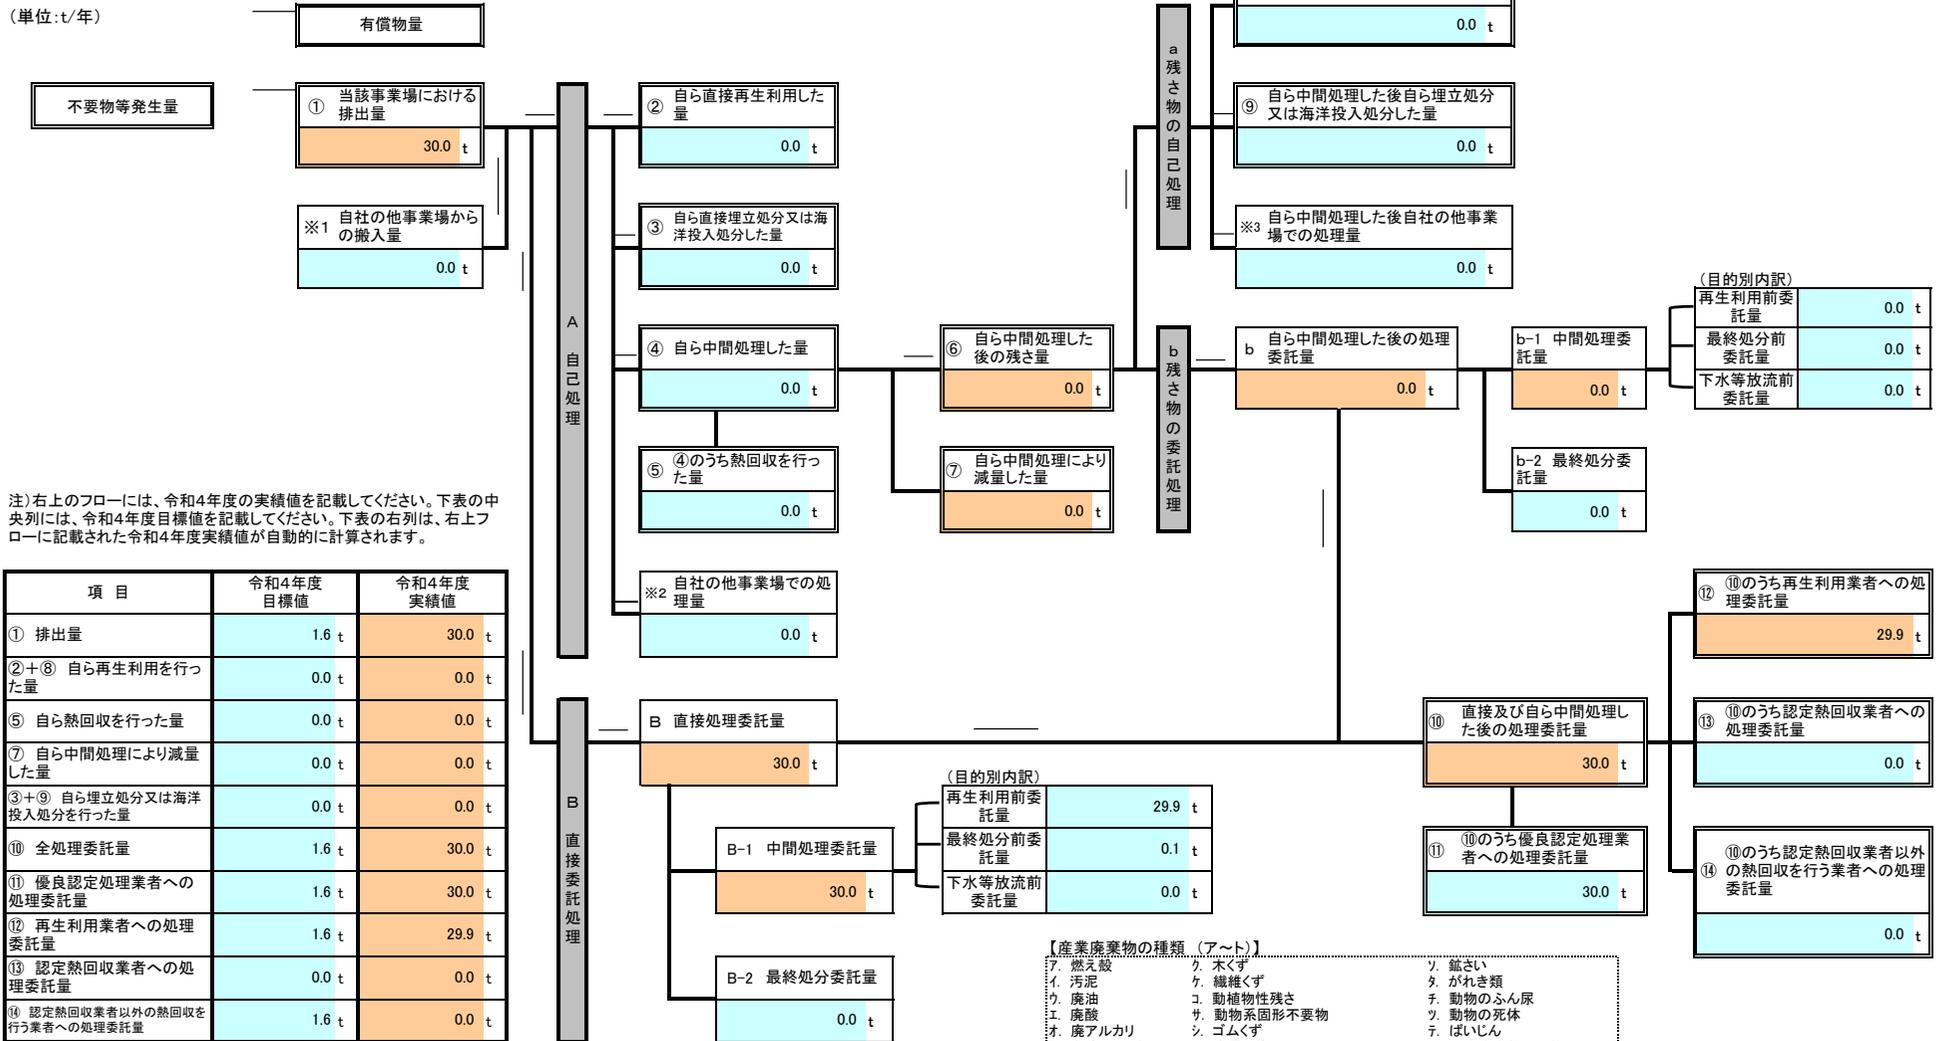 （単位：t/年）
有償物量
不要物等発生量
① 当該事業場における
排出量
30.0 t
※1 自社の他事業場から
の搬入量
0.0 t
A 自己処理
② 自ら直接再生利用した
量
0.0 t
③ 自ら直接埋立処分又は海
洋投入処分した量
0.0 t
④ 自ら中間処理した量
0.0 t
⑤ ④のうち熱回収を行っ
た量
0.0 t
※2 自社の他事業場での処
理量
0.0 t
⑥ 自ら中間処理した
後の残さ量
0.0 t
⑦ 自ら中間処理により
減量した量
0.0 t
a残さ物の自己処理
0.0 t
⑨ 自ら中間処理した後自ら埋立処分
又は海洋投入処分した量
0.0 t
※3 自ら中間処理した後自社の他事業
場での処理量
0.0 t
b残さ物の委託処理
b 自ら中間処理した後の処理
委託量
0.0 t
b-1 中間処理委
託量
0.0 t
（目的別内訳）
再生利用前委
託量
0.0 t
最終処分前
委託量
0.0 t
下水等放流前
委託量
0.0 t
b-2 最終処分委
託量
0.0 t
注）右上のフローには、令和４年度の実績値を記載してください。下表の中
央列には、令和４年度目標値を記載してください。下表の右列は、右上フ
ローに記載された令和４年度実績値が自動的に計算されます。
項 目 令和４年度
目標値 令和４年度
実績値
① 排出量 1.6 t 30.0 t
②＋⑧ 自ら再生利用を行っ
た量 0.0 t 0.0 t
⑤ 自ら熱回収を行った量 0.0 t 0.0 t
⑦ 自ら中間処理により減量
した量 0.0 t 0.0 t
③＋⑨ 自ら埋立処分又は海洋
投入処分を行った量 0.0 t 0.0 t
⑩ 全処理委託量 1.6 t 30.0 t
⑪ 優良認定処理業者への
処理委託量 1.6 t 30.0 t
⑫ 再生利用業者への処理
委託量 1.6 t 29.9 t
⑬ 認定熱回収業者への処
理委託量 0.0 t 0.0 t
⑭ 認定熱回収業者以外の熱回収を
行う業者への処理委託量 1.6 t 0.0 t
B 直接委託処理
B 直接処理委託量
30.0 t
B-1 中間処理委託量
30.0 t
（目的別内訳）
再生利用前委
託量
29.9 t
最終処分前委
託量
0.1 t
下水等放流前
委託量
0.0 t
B-2 最終処分委託量
0.0 t
⑩ 直接及び自ら中間処理し
た後の処理委託量
30.0 t
⑪ ⑩のうち優良認定処理業
者への処理委託量
30.0 t
⑫ ⑩のうち再生利用業者への処
理委託量
29.9 t
⑬ ⑩のうち認定熱回収業者への
処理委託量
0.0 t
⑭ ⑩のうち認定熱回収業者以外
の熱回収を行う業者への処理
委託量
0.0 t
【産業廃棄物の種類 （ア～ト）】
ア. 燃え殻 ク. 木くず ソ. 鉱さい
イ. 汚泥 ケ. 繊維くず タ. がれき類
ウ. 廃油 コ. 動植物性残さ チ. 動物のふん尿
エ. 廃酸 サ. 動物系固形不要物 ツ. 動物の死体
オ. 廃アルカリ シ. ゴムくず テ. ばいじん